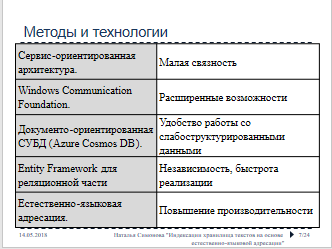 Методы и технологии
Сервис-ориентированная
архитектура.
Малая связность
Windows Communication
Foundation.
Расширенные возможности
Документо-ориентированная
СУБД (Azure Cosmos DB).
Удобство работы со
слабоструктурированными
данными
Entity Framework для
реляционной части
Независимость, быстрота
реализации
Естественно-языковая
адресация.
Повышение производительности
14.05.2018
Наталья Симонова "Индексация хранилища текстов на основе
естественно-языковой адресации"
7/24